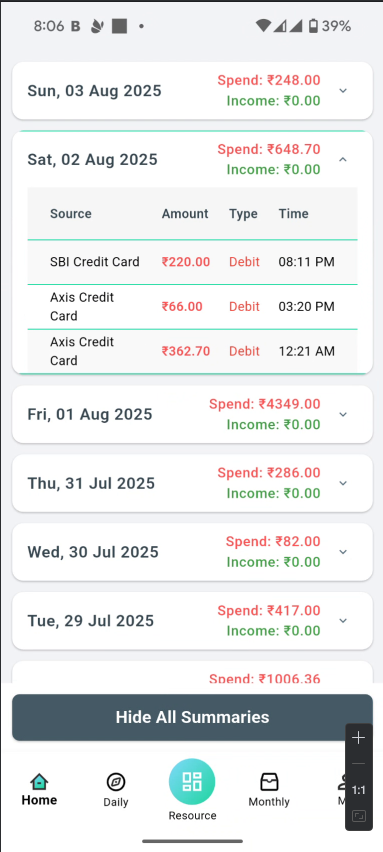 8:06 B 39%
Sun, 03 Aug 2025
Spend: ₹248.00
Income: ₹0.00
Sat, 02 Aug 2025
Spend: ₹648.70
Income: ₹0.00
Source Amount Type Time
SBI Credit Card ₹220.00 Debit 08:11 PM
Axis Credit
Card
₹66.00 Debit 03:20 PM
Axis Credit
Card
₹362.70 Debit 12:21 AM
Fri, 01 Aug 2025
Spend: ₹4349.00
Income: ₹0.00
Thu, 31 Jul 2025
Spend: ₹286.00
Income: ₹0.00
Wed, 30 Jul 2025
Spend: ₹82.00
Income: ₹0.00
Tue, 29 Jul 2025
Spend: ₹417.00
Income: ₹0.00
Spend: ₹1006.36
Hide All Summaries
1:1
Home Daily Resource Monthly M